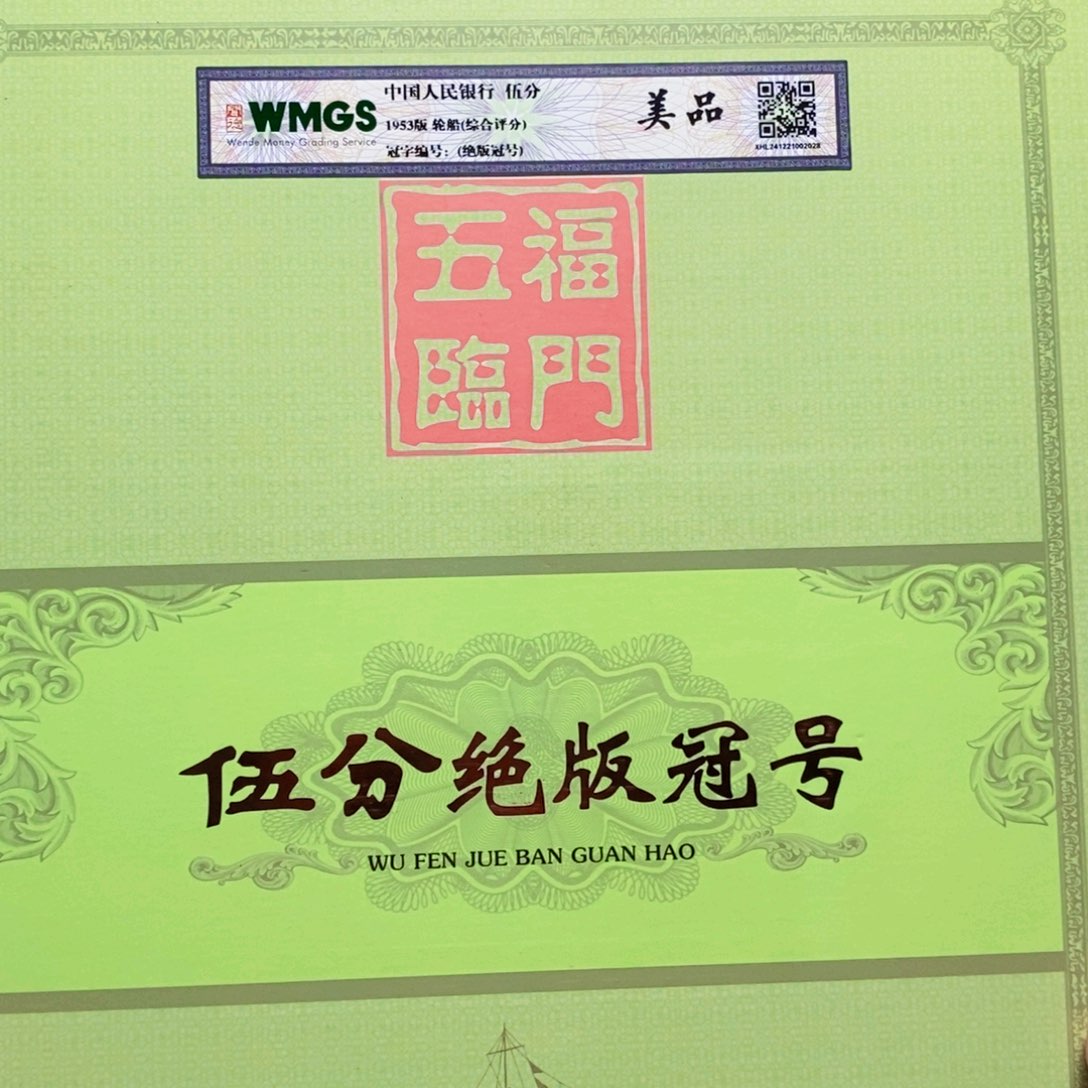 WMGS
Wende Monny Grading Service
中国人民银行 伍分
1953版 轮船(综合评分)
冠字编号：(绝版冠号)
美品
XHL241221002028
五福
臨門
伍分绝版冠号
WU FEN JUE BAN GUAN HAO